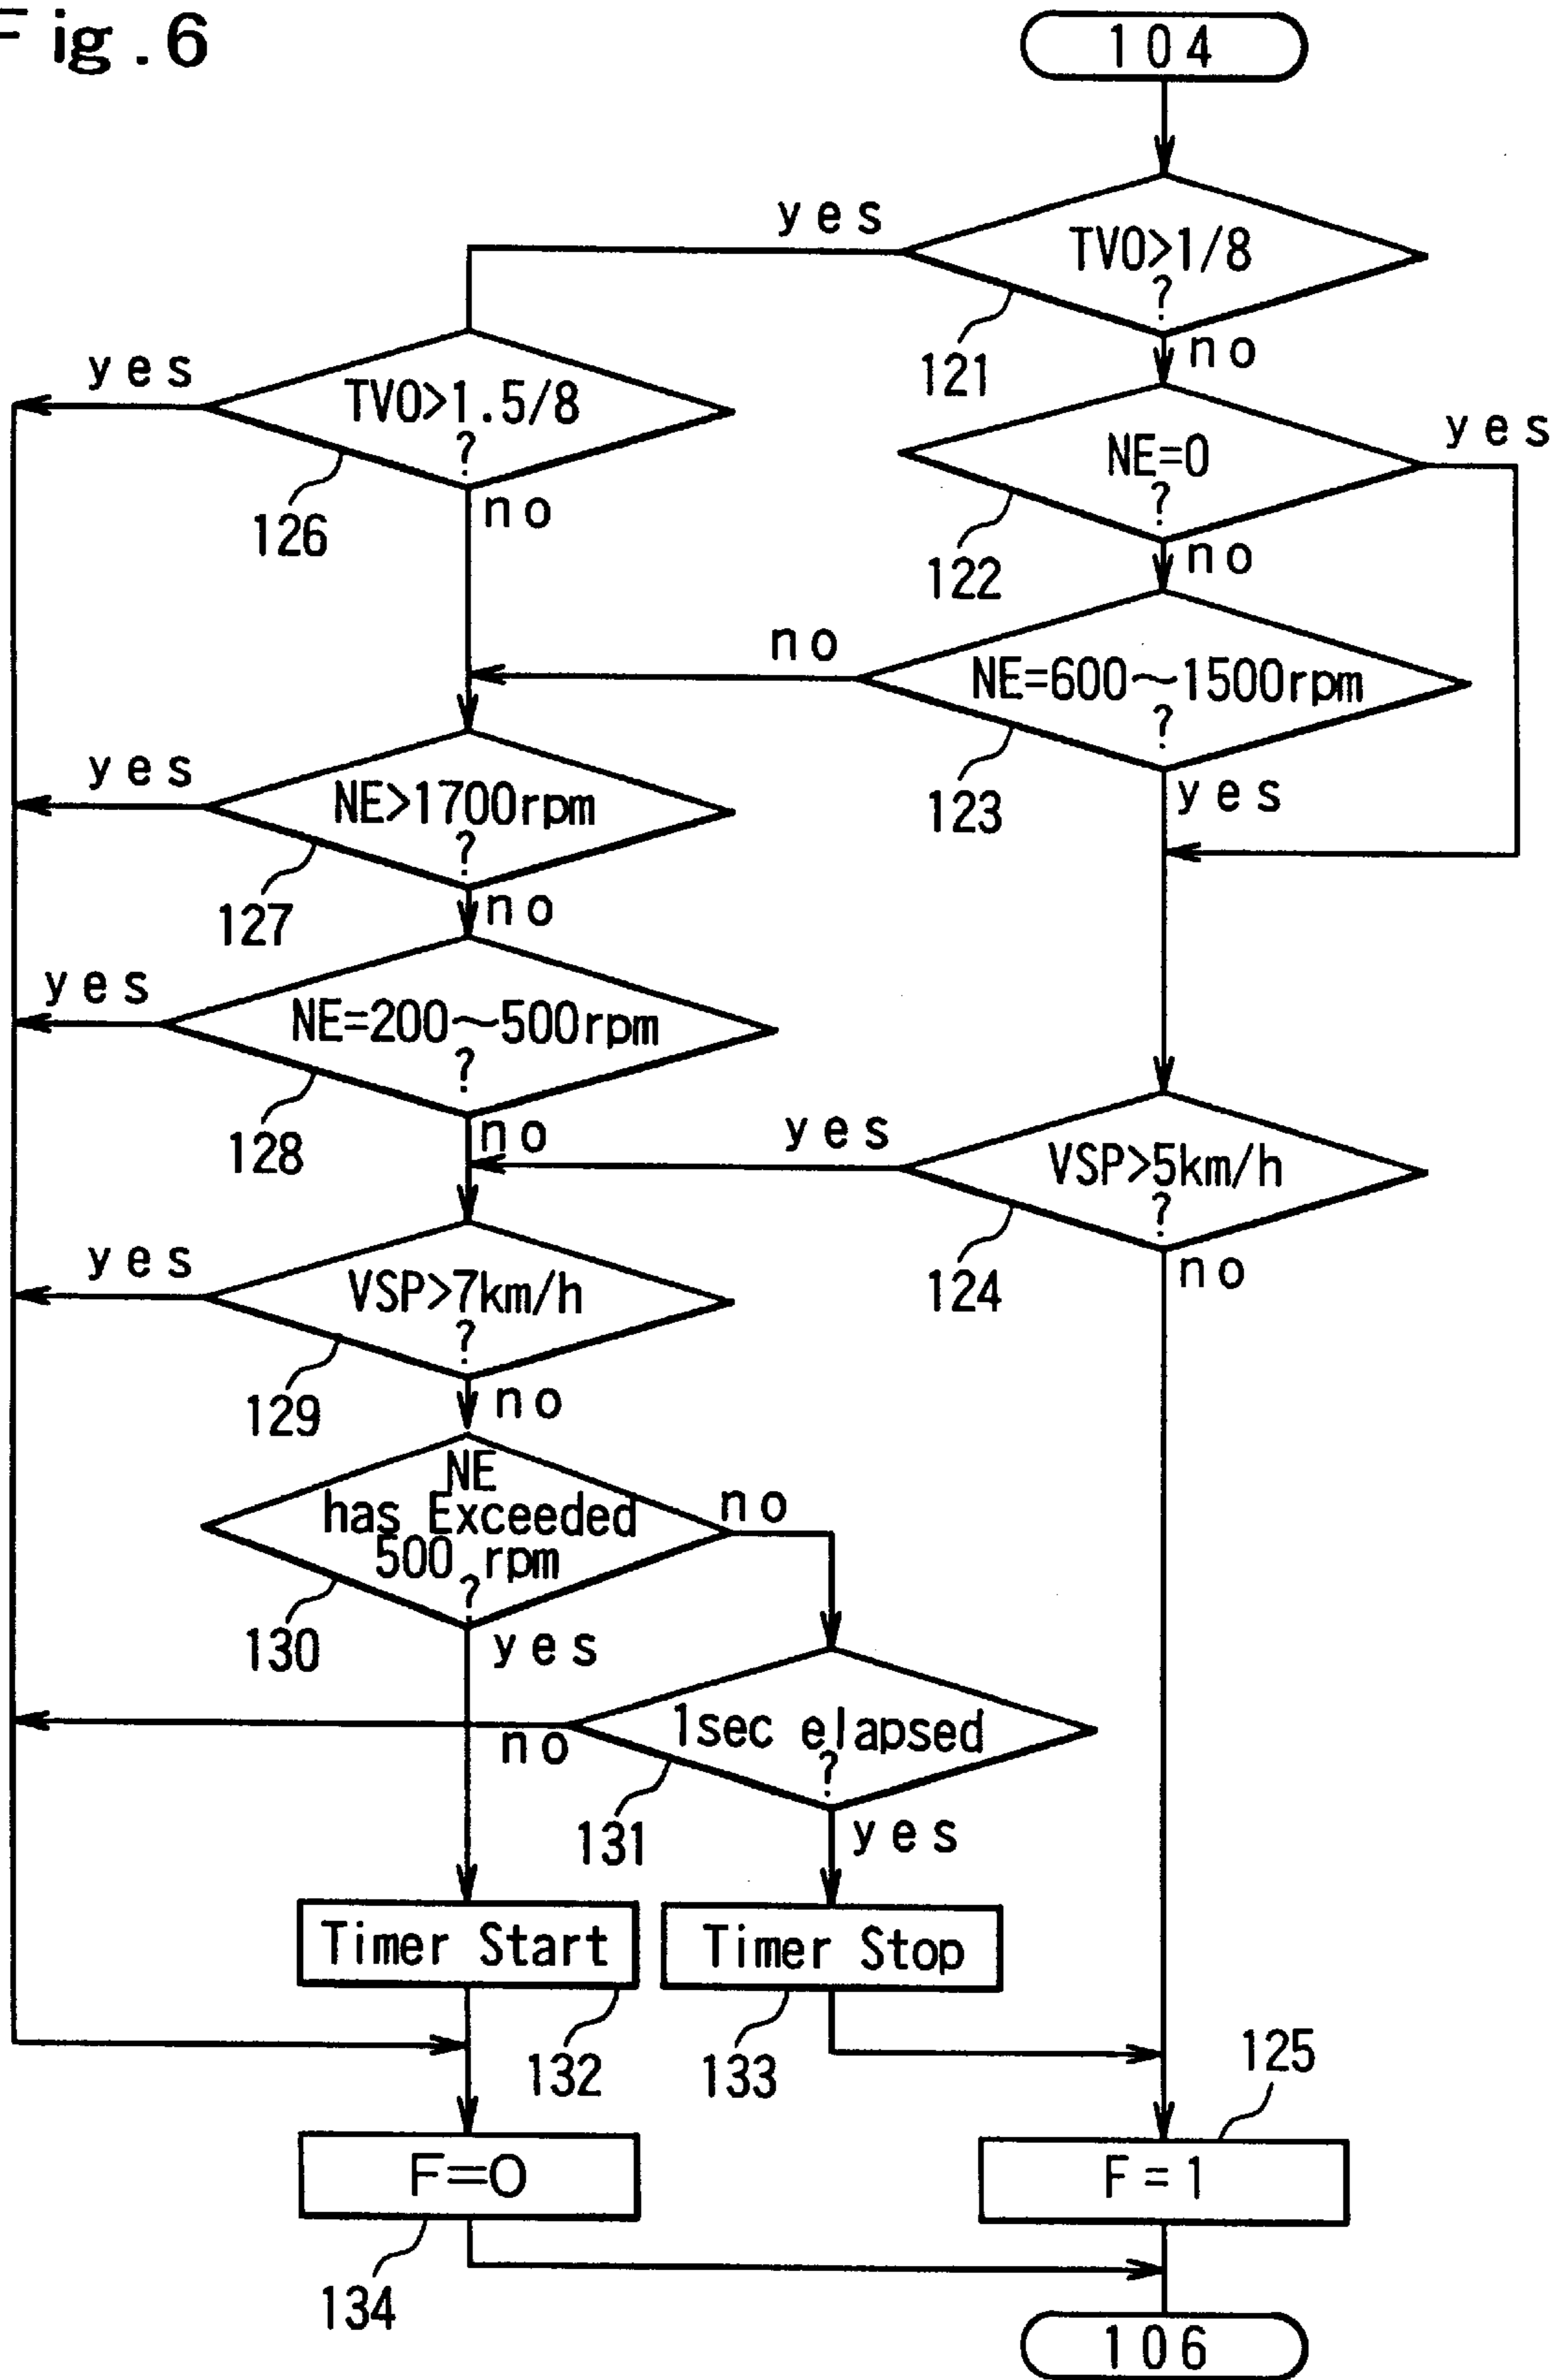 Fig.6
104
yes
TVO>1/8
?
121
no
yes
TVO>1.5/8
?
126
no
NE=0
?
yes
122
no
no
NE=600~1500rpm
?
123
yes
yes
NE>1700rpm
?
127
no
yes
NE=200~500rpm
?
128
no
yes
VSP>5km/h
?
124
no
yes
VSP>7km/h
?
129
no
NE
has Exceeded
500 rpm
?
no
130
yes
1sec elapsed
?
no
131
yes
Timer Start
Timer Stop
132
133
125
F=0
F=1
134
106